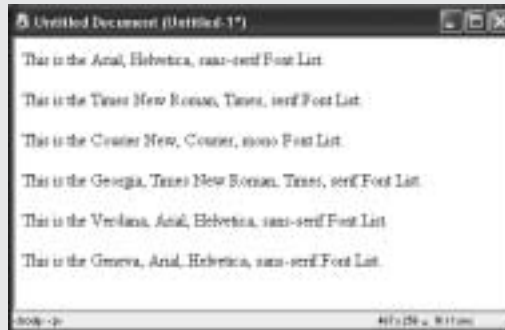 Untitled Document (Untitled-1*)
This is the Arial, Helvetica, sans-serif Font List.
This is the Times New Roman, Times, serif Font List.
This is the Courier New, Courier, mono Font List.
This is the Georgia, Times New Roman, Times, serif Font List.
This is the Verdana, Arial, Helvetica, sans-serif Font List.
This is the Geneva, Arial, Helvetica, sans-serif Font List.
<body> <p>